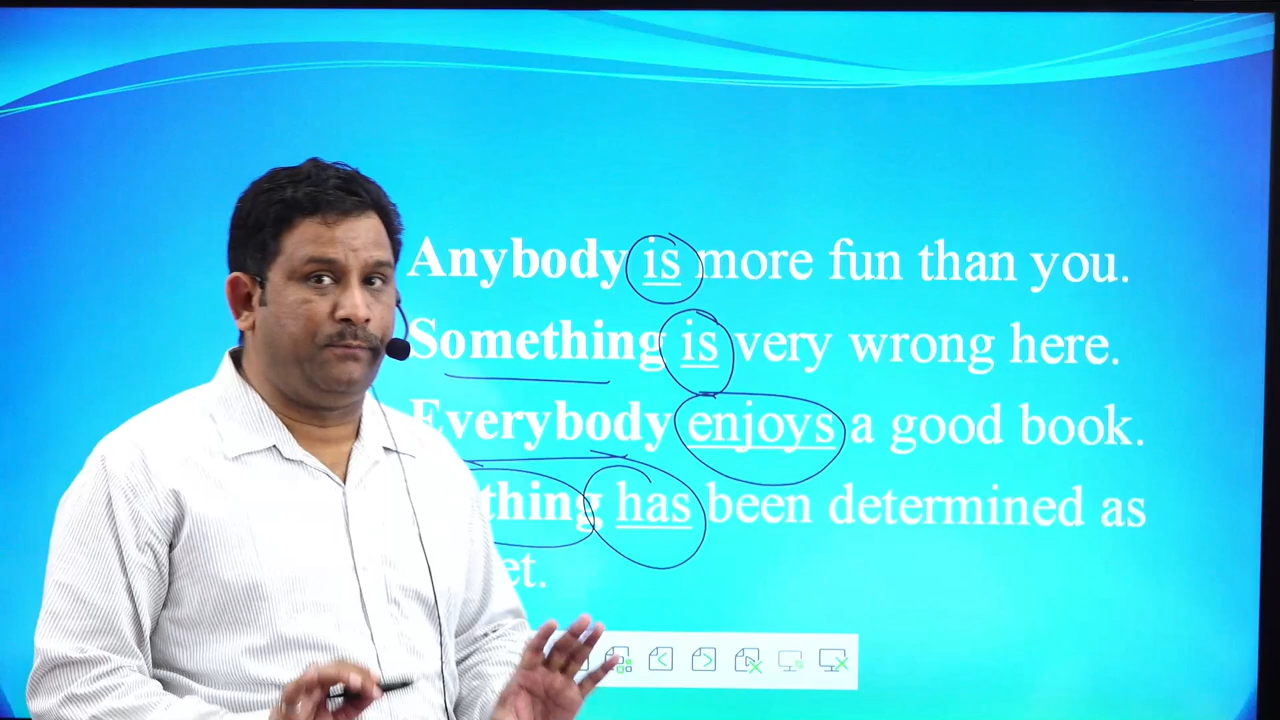 Anybody is more fun than you.
Something is very wrong here.
Everybody enjoys a good book.
thing has been determined as
et.